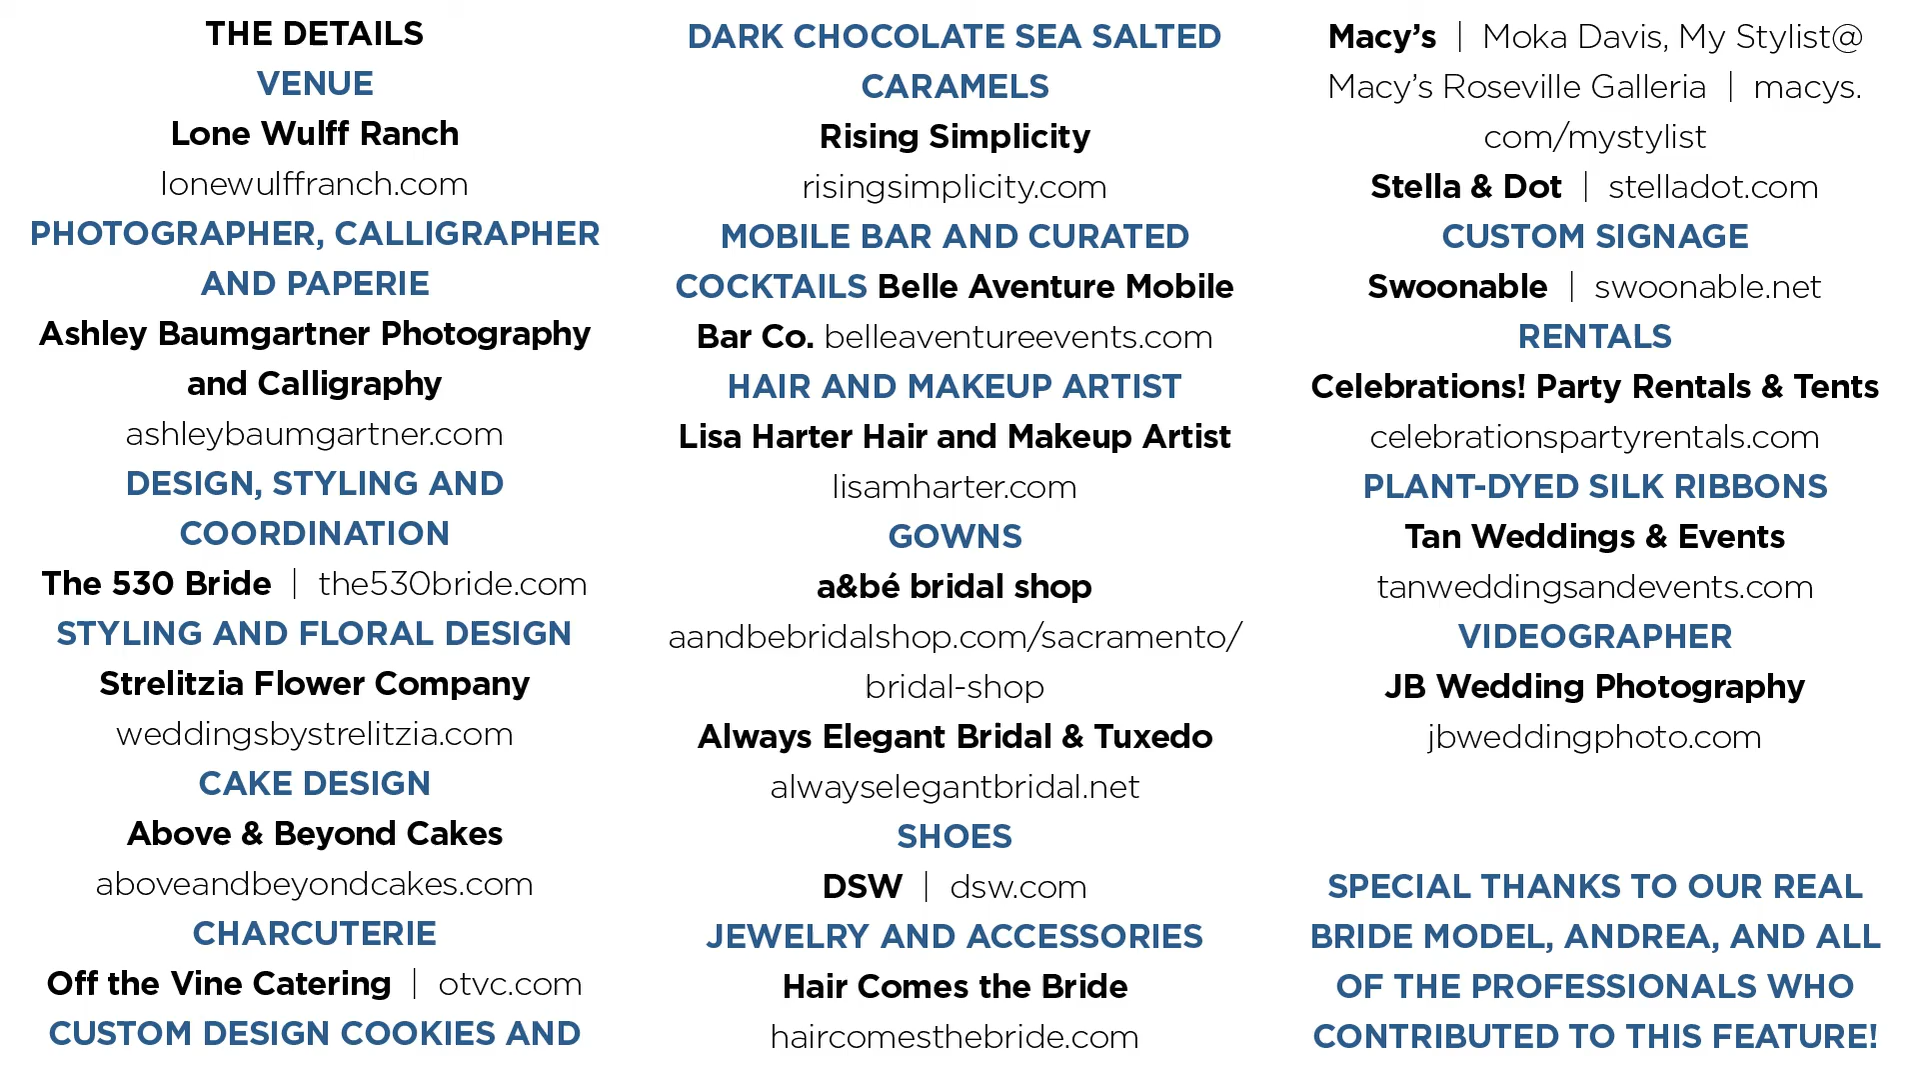 THE DETAILS
VENUE
Lone Wulff Ranch
lonewulffranch.com
PHOTOGRAPHER, CALLIGRAPHER
AND PAPERIE
Ashley Baumgartner Photography
and Calligraphy
ashleybaumgartner.com
DESIGN, STYLING AND
COORDINATION
The 530 Bride | the530bride.com
STYLING AND FLORAL DESIGN
Strelitzia Flower Company
weddingsbystrelitzia.com
CAKE DESIGN
Above & Beyond Cakes
aboveandbeyondcakes.com
CHARCUTERIE
Off the Vine Catering | otvc.com
CUSTOM DESIGN COOKIES AND
DARK CHOCOLATE SEA SALTED
CARAMELS
Rising Simplicity
risingsimplicity.com
MOBILE BAR AND CURATED
COCKTAILS Belle Aventure Mobile
Bar Co. belleaventureevents.com
HAIR AND MAKEUP ARTIST
Lisa Harter Hair and Makeup Artist
lisamharter.com
GOWNS
a&bé bridal shop
aandbebridalshop.com/sacramento/
bridal-shop
Always Elegant Bridal & Tuxedo
alwayselegantbridal.net
SHOES
DSW | dsw.com
JEWELRY AND ACCESSORIES
Hair Comes the Bride
haircomesthebride.com
Macy’s | Moka Davis, My Stylist@
Macy’s Roseville Galleria | macys.
com/mystylist
Stella & Dot | stelladot.com
CUSTOM SIGNAGE
Swoonable | swoonable.net
RENTALS
Celebrations! Party Rentals & Tents
celebrationspartyrentals.com
PLANT-DYED SILK RIBBONS
Tan Weddings & Events
tanweddingsandevents.com
VIDEOGRAPHER
JB Wedding Photography
jbweddingphoto.com
SPECIAL THANKS TO OUR REAL
BRIDE MODEL, ANDREA, AND ALL
OF THE PROFESSIONALS WHO
CONTRIBUTED TO THIS FEATURE!